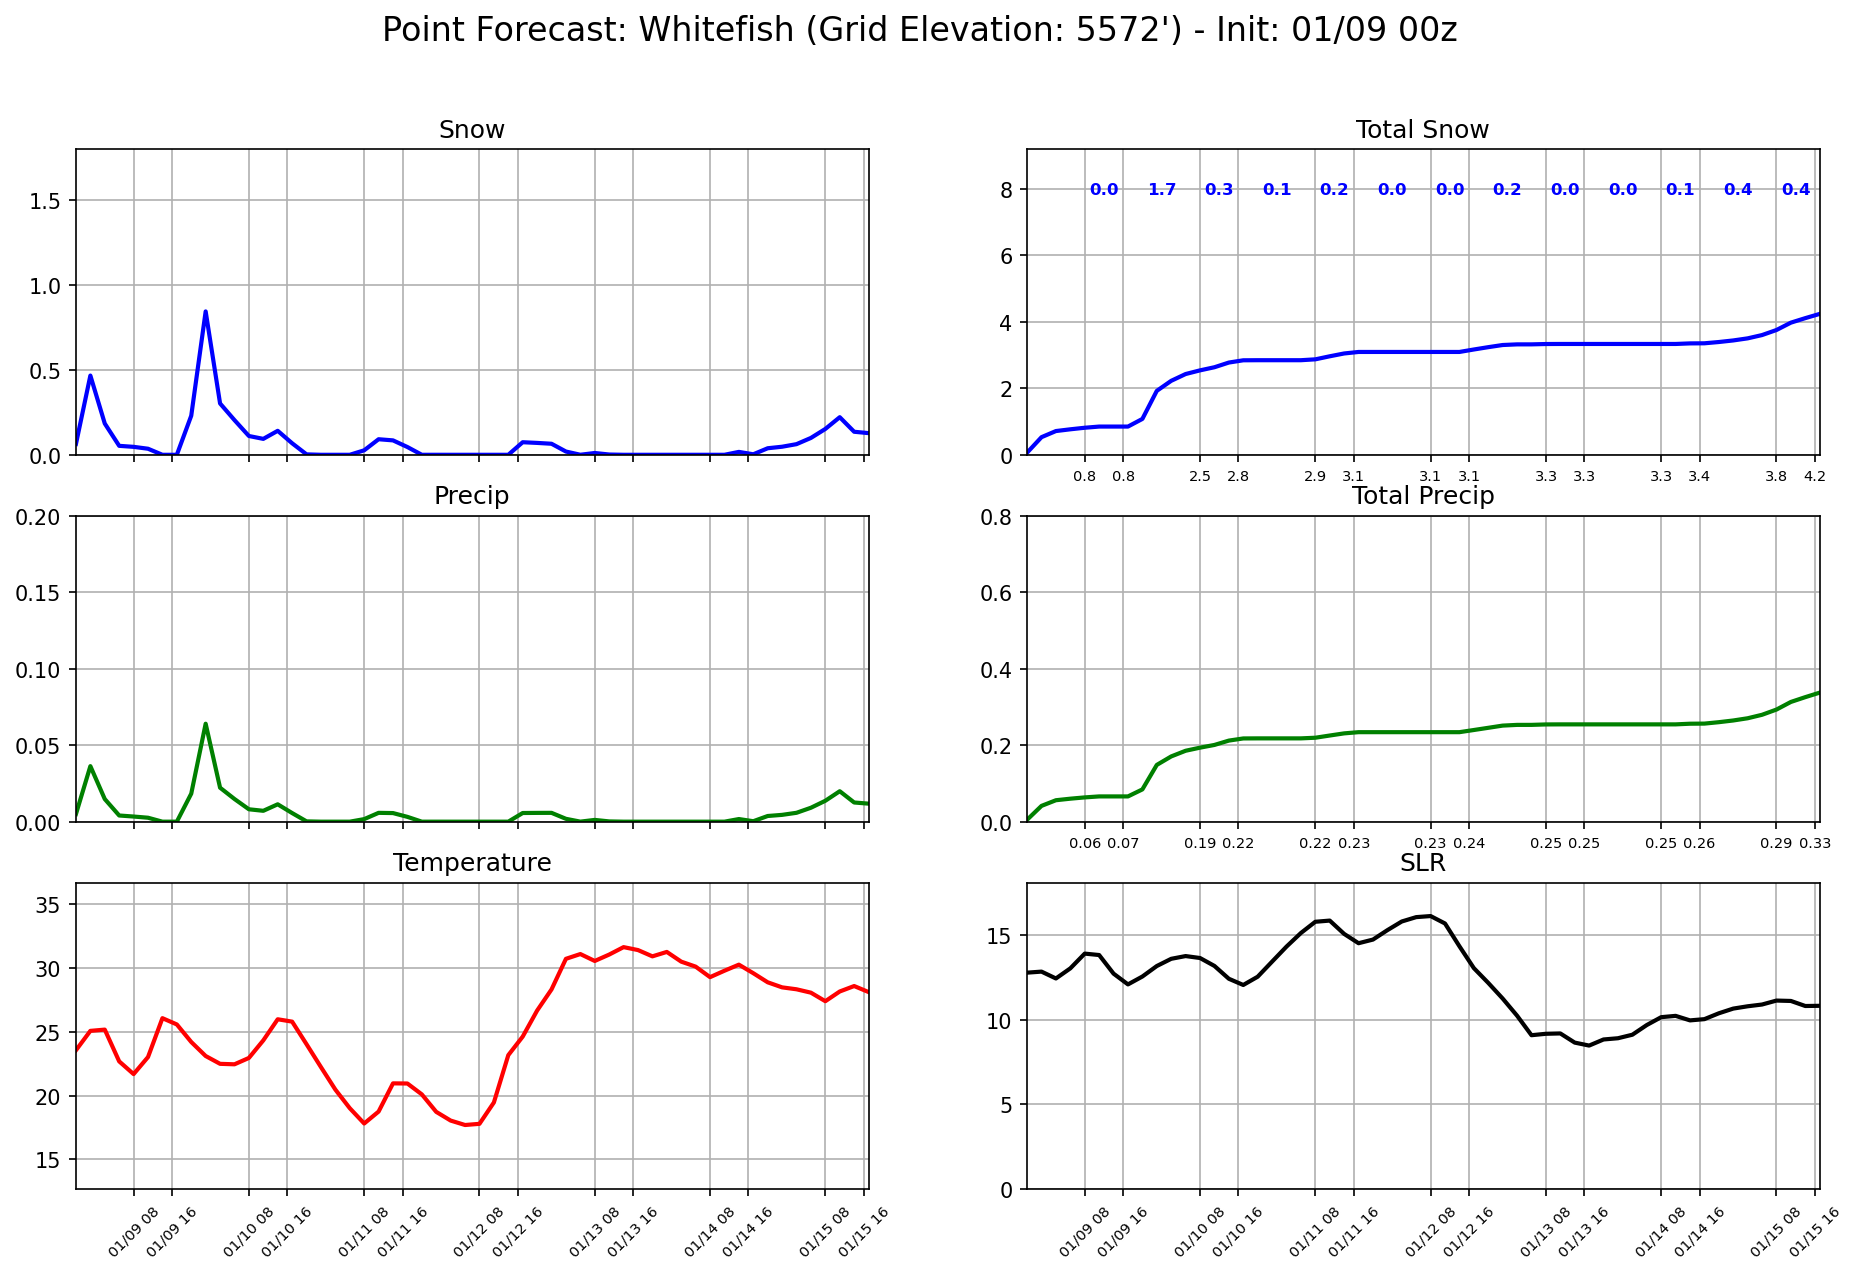 Point Forecast: Whitefish (Grid Elevation: 5572') - Init: 01/09 00z
Snow
1.5
1.0
0.5
0.0
Total Snow
8
6
4
2
0
0.0 1.7 0.3 0.1 0.2 0.0 0.0 0.2 0.0 0.0 0.1 0.4 0.4
0.8 0.8 2.5 2.8 2.9 3.1 3.1 3.1 3.3 3.3 3.3 3.4 3.8 4.2
Precip
0.20
0.15
0.10
0.05
0.00
Total Precip
0.8
0.6
0.4
0.2
0.0
0.06 0.07 0.19 0.22 0.22 0.23 0.23 0.24 0.25 0.25 0.25 0.26 0.29 0.33
Temperature
35
30
25
20
15
01/09 08 01/09 16 01/10 08 01/10 16 01/11 08 01/11 16 01/12 08 01/12 16 01/13 08 01/13 16 01/14 08 01/14 16 01/15 08 01/15 16
SLR
15
10
5
0
01/09 08 01/09 16 01/10 08 01/10 16 01/11 08 01/11 16 01/12 08 01/12 16 01/13 08 01/13 16 01/14 08 01/14 16 01/15 08 01/15 16